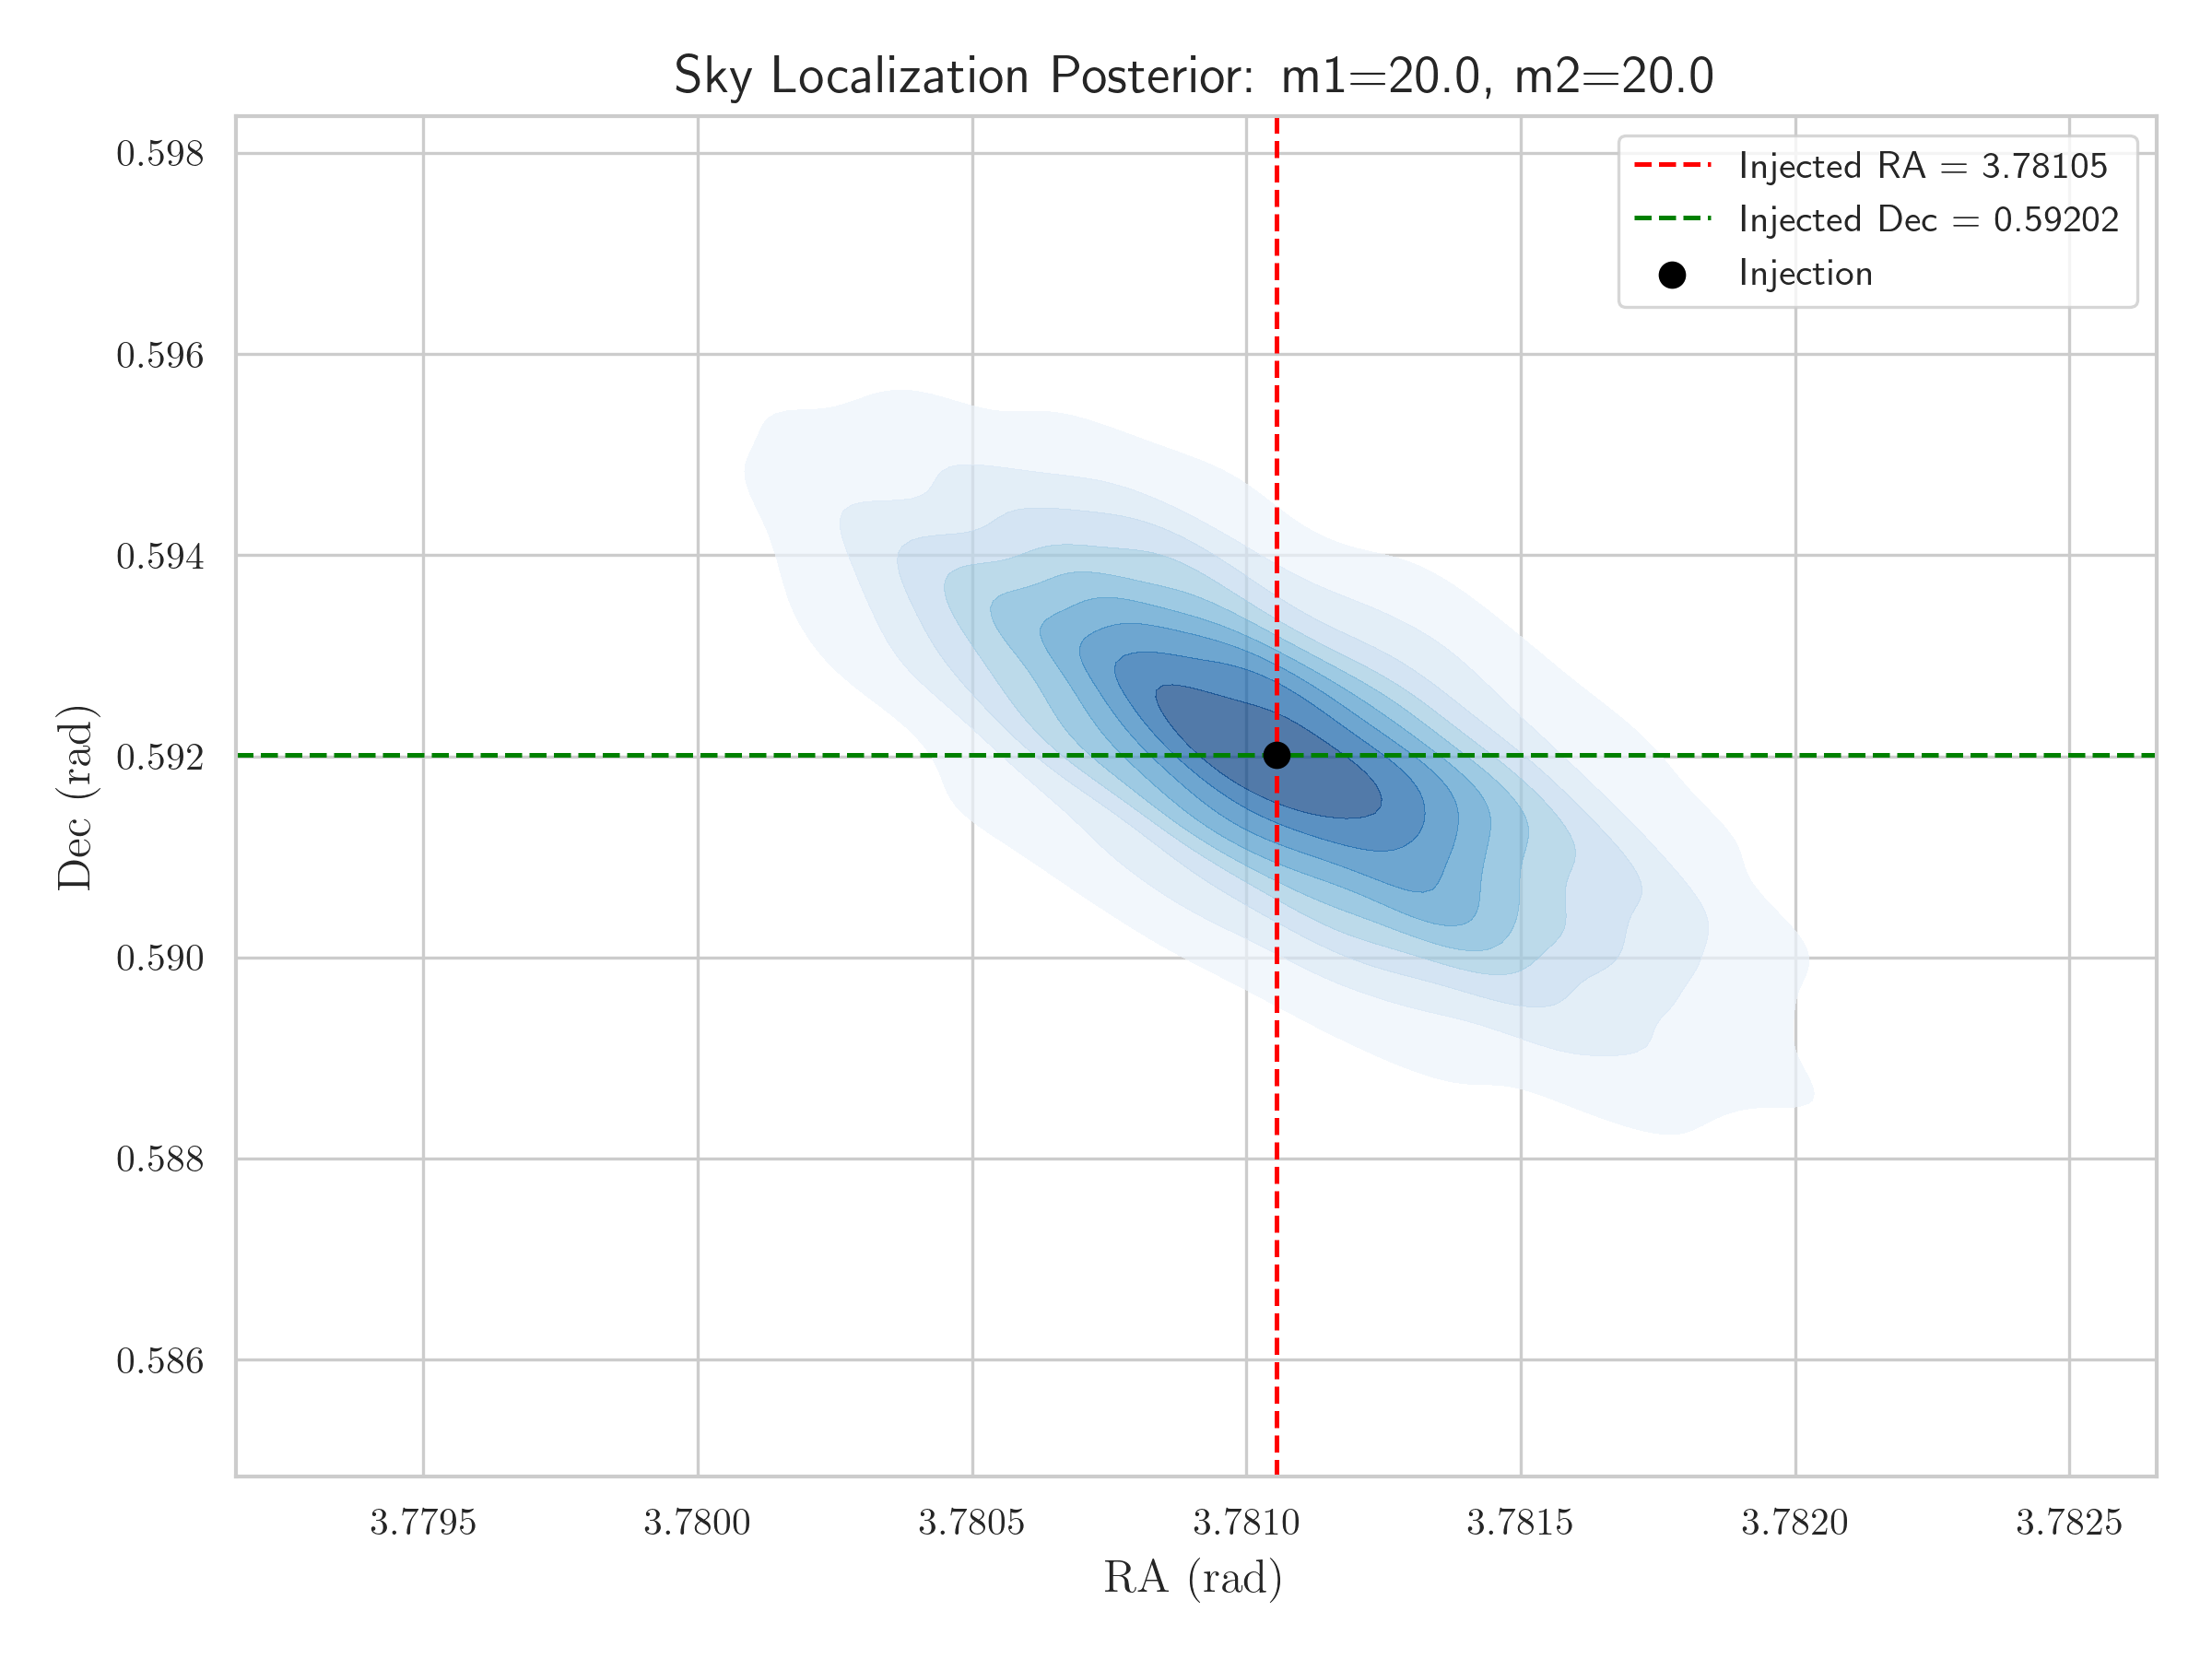 Sky Localization Posterior: m1=20.0, m2=20.0
Injected RA = 3.78105
Injected Dec = 0.59202
Injection
Dec (rad)
0.598
0.596
0.594
0.592
0.590
0.588
0.586
3.7795 3.7800 3.7805 3.7810 3.7815 3.7820 3.7825
RA (rad)